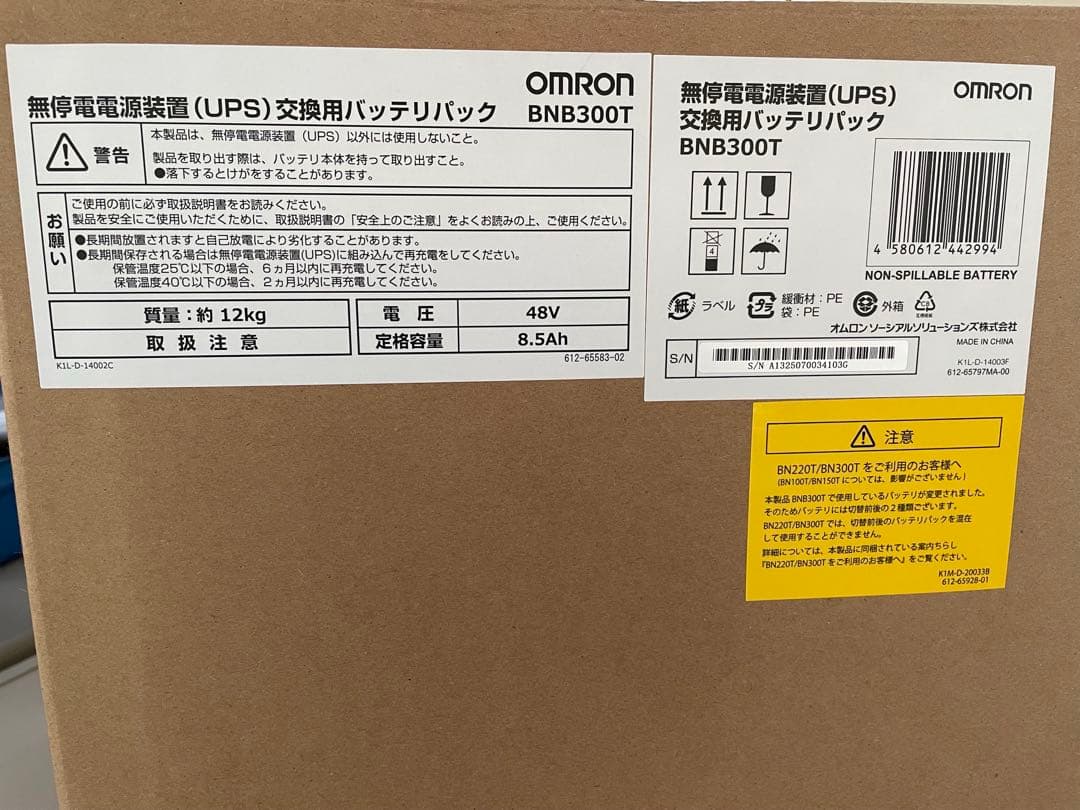 OMRON
無停電電源装置(UPS)交換用バッテリパック BNB300T
警告
本製品は、無停電電源装置(UPS)以外には使用しないこと。
製品を取り出す際は、バッテリ本体を持って取り出すこと。
●落下するとけがをすることがあります。
お願い
ご使用の前に必ず取扱説明書をお読みください。
製品を安全にご使用いただくために、取扱説明書の「安全上のご注意」をよくお読みの上、ご使用ください。
●長期間放置されますと自己放電により劣化することがあります。
●長期間保存される場合は無停電電源装置(UPS)に組み込んで再充電をしてください。
保管温度25℃以下の場合、6ヵ月以内に再充電してください。
保管温度40℃以下の場合、2ヵ月以内に再充電してください。
質量:約 12kg
取扱注意
電圧 48V
定格容量 8.5Ah
K1L-D-14002C
612-65583-02
無停電電源装置(UPS) OMRON
交換用バッテリパック
BNB300T
4
4 580612 442994
NON-SPILLABLE BATTERY
紙 ラベル
プラ 緩衝材:PE
袋:PE
外箱
オムロン ソーシアルソリューションズ株式会社
MADE IN CHINA
S/N
S/N A1325070034103G
K1L-D-14003F
612-65797MA-00
注意
BN220T/BN300T をご利用のお客様へ
(BN100T/BN150T については、影響がございません)
本製品 BNB300T で使用しているバッテリが変更されました。
そのためバッテリには切替前後の2種類ございます。
BN220T/BN300T では、切替前後のバッテリパックを混在
して使用することができません。
詳細については、本製品に同梱されている案内ちらし
『BN220T/BN300T をご利用のお客様へ』をご覧ください。
K1M-D-20033B
612-65928-01